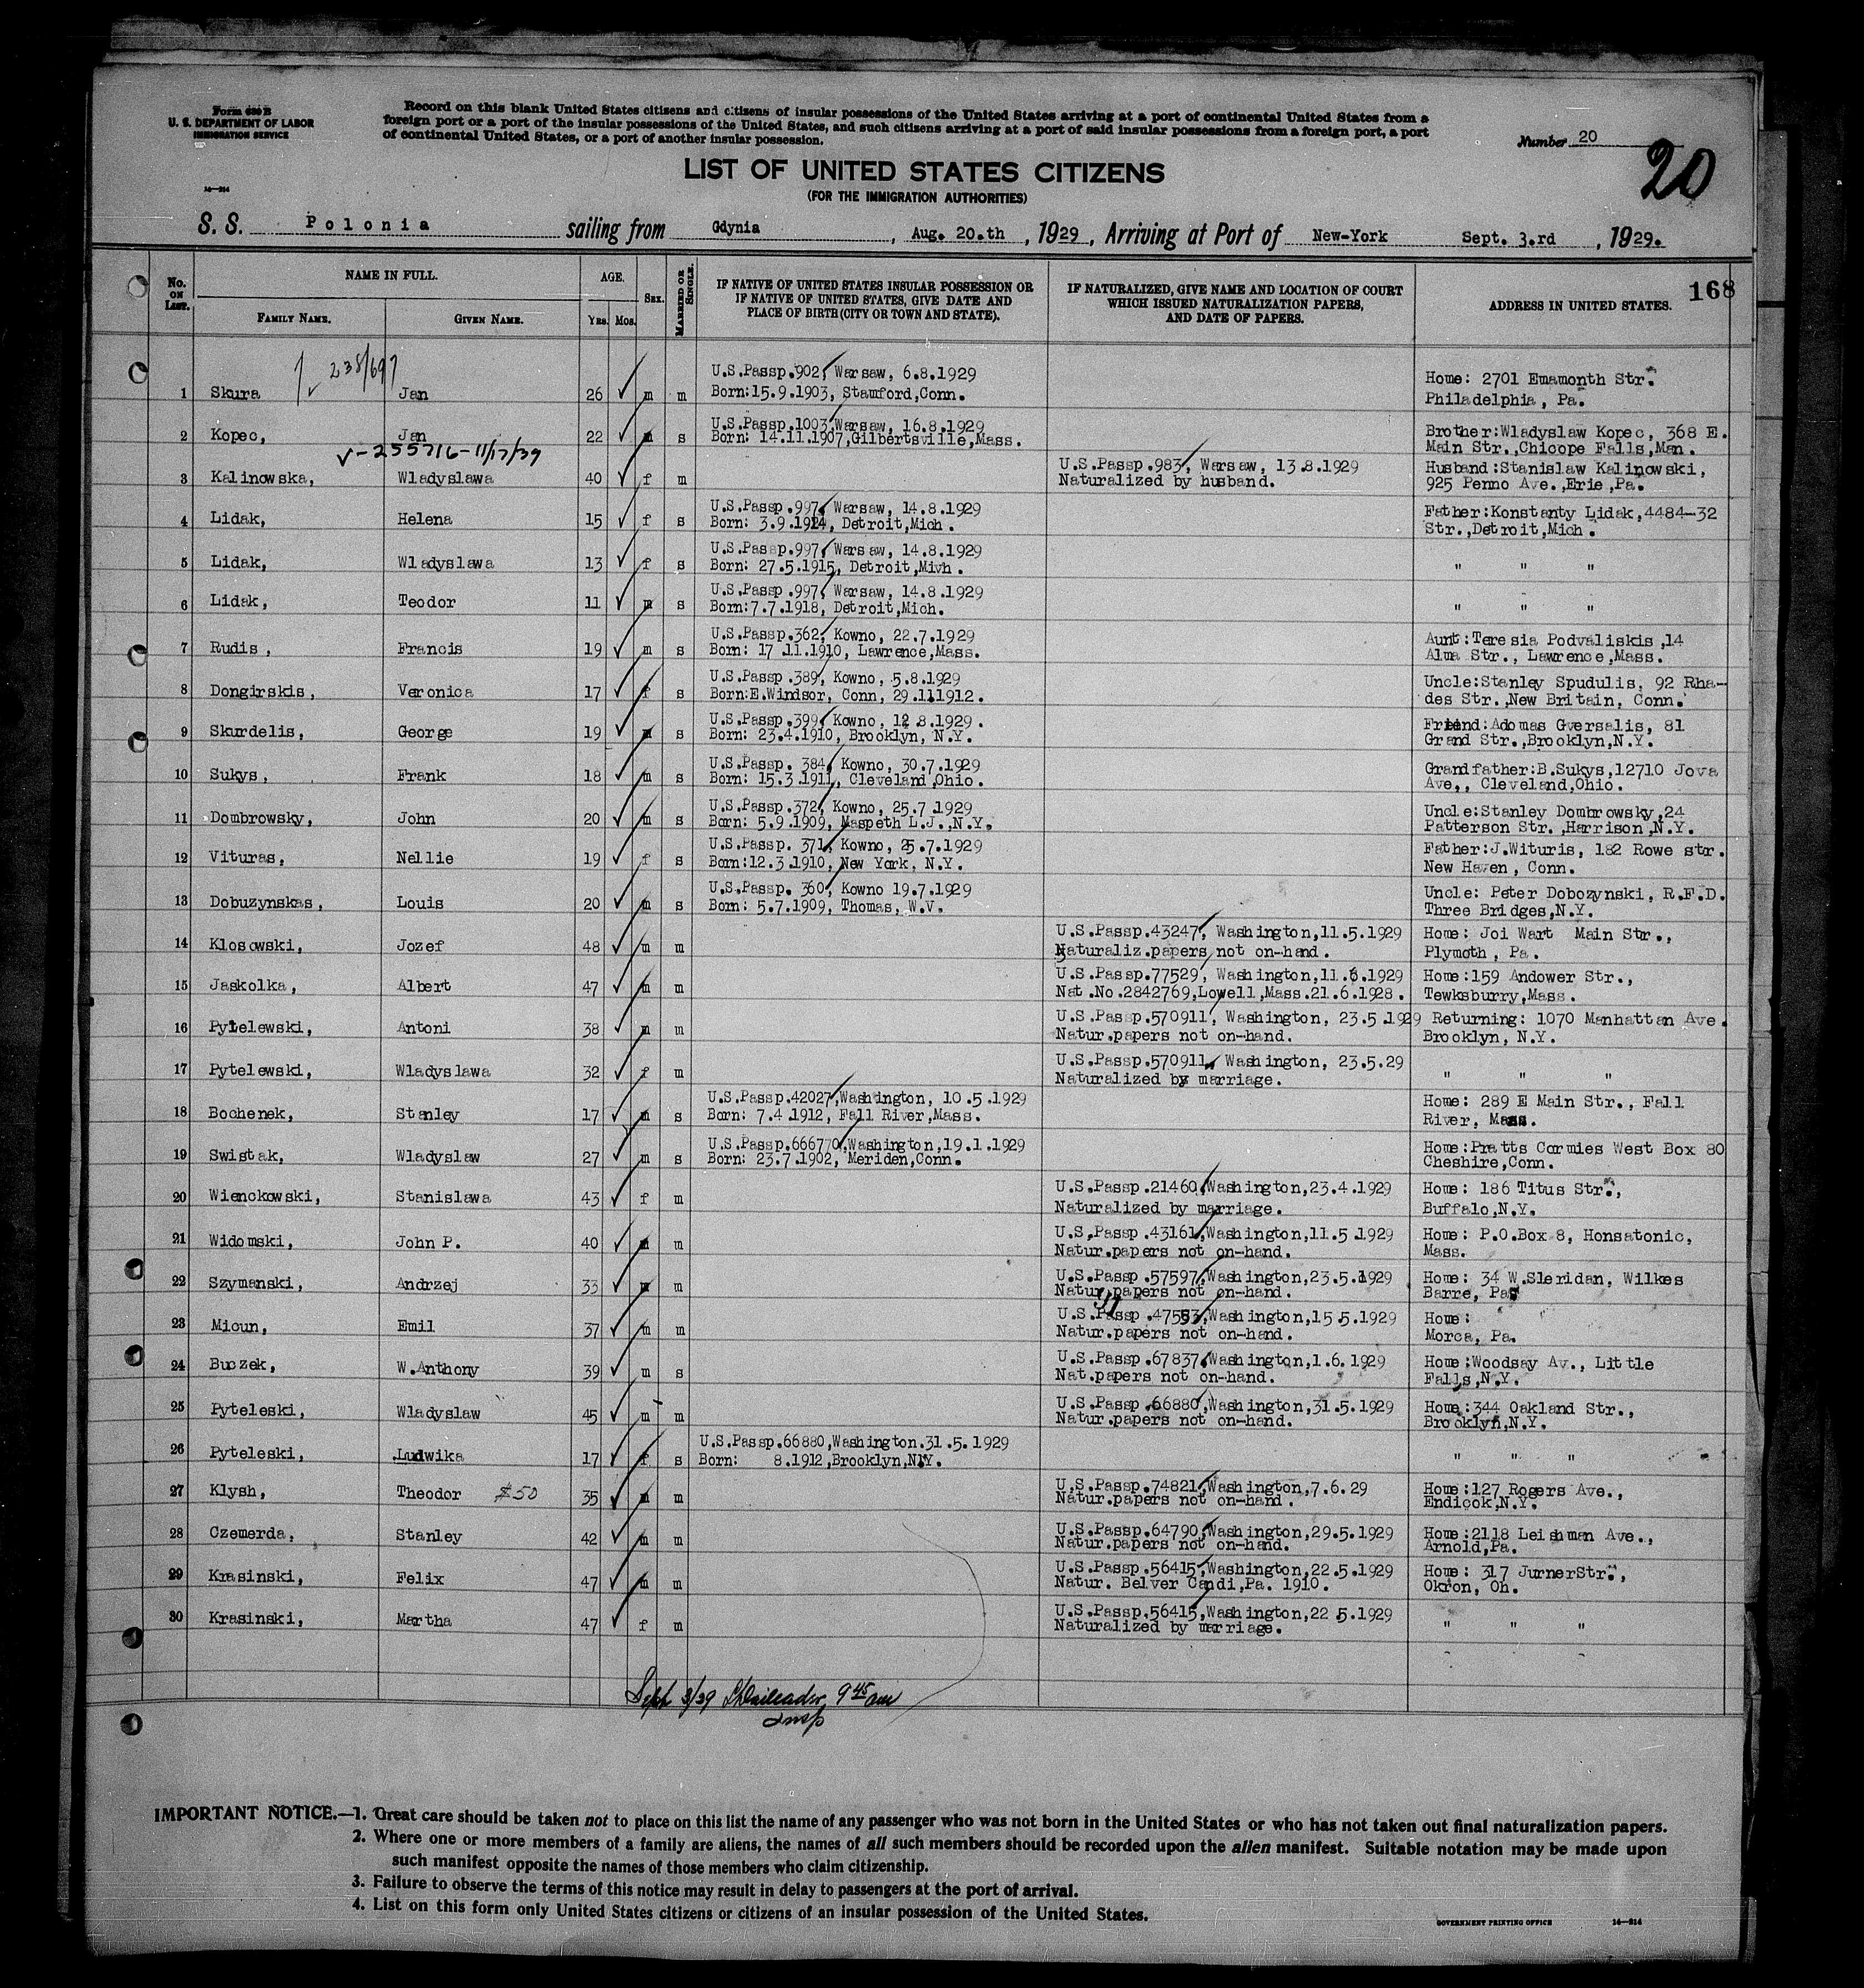 Form 630 B
U. S. DEPARTMENT OF LABOR
IMMIGRATION SERVICE
Record on this blank United States citizens and citizens of insular possessions of the United States arriving at a port of continental United States from a
foreign port or a port of the insular possessions of the United States, and such citizens arriving at a port of said insular possessions from a foreign port, a port
of continental United States, or a port of another insular possession.
Number 20
20
14—214
LIST OF UNITED STATES CITIZENS
(FOR THE IMMIGRATION AUTHORITIES)
S. S. Polonia sailing from Gdynia, Aug. 20.th, 1929, Arriving at Port of New-York Sept. 3.rd, 1929.
168
No. ON LIST. NAME IN FULL. AGE. SEX. MARRIED OR SINGLE. IF NATIVE OF UNITED STATES INSULAR POSSESSION OR IF NATIVE OF UNITED STATES, GIVE DATE AND PLACE OF BIRTH (CITY OR TOWN AND STATE). IF NATURALIZED, GIVE NAME AND LOCATION OF COURT WHICH ISSUED NATURALIZATION PAPERS, AND DATE OF PAPERS. ADDRESS IN UNITED STATES.
FAMILY NAME. GIVEN NAME. YRS. MOS.
238/697
U.S.Passp.902, Warsaw, 6.8.1929 Home: 2701 Emamonth Str.
1 Skura Jan 26 m m Born:15.9.1903, Stamford,Conn. Philadelphia, Pa.
U.S.Passp.1003,Warsaw, 16.8.1929 Brother:Wladyslaw Kopec, 368 E.
2 Kopec, Jan 22 m s Born: 14.11.1907,Gilbertsville,Mass. Main Str.,Chicope Falls,Man.
✓-255716-11/17/39
U.S.Passp.983, Warsaw, 13.8.1929 Husband:Stanislaw Kalinowski,
3 Kalinowska, Wladyslawa 40 f m Naturalized by husband. 925 Penno Ave.,Erie,Pa.
U.S.Passp.997, Warsaw, 14.8.1929 Father:Konstanty Lidak,4484-32
4 Lidak, Helena 15 f s Born: 3.9.1914, Detroit,Mich. Str.,Detroit,Mich.
U.S.Passp.997, Warsaw, 14.8.1929
5 Lidak, Wladyslawa 13 f s Born: 27.5.1915, Detroit,Mivh. " " "
U.S.Passp.997, Warsaw, 14.8.1929
6 Lidak, Teodor 11 m s Born:7.7.1918, Detroit,Mich. " " "
U.S.Passp.362, Kowno, 22.7.1929 Aunt:Teresia Podvaliskis,14
7 Rudis, Francis 19 m s Born: 17 11.1910, Lawrence,Mass. Alma Str., Lawrence,Mass.
U.S.Passp.389, Kowno, 5.8.1929 Uncle:Stanley Spudulis, 92 Rha-
8 Dongirskis, Veronica 17 f s Born:E.Windsor, Conn, 29.111912. des Str.,New Britain, Conn.
U.S.Passp.399, Kowno, 12 8.1929. Friend:Adomas Gversalis, 81
9 Skurdelis, George 19 m s Born: 23.4.1910, Brooklyn, N.Y. Grand Str.,Brooklyn,N.Y.
U.S.Passp. 384, Kowno, 30.7.1929 Grandfather:B.Sukys,12710 Jova
10 Sukys, Frank 18 m s Born: 15.3.1911, Cleveland,Ohio. Ave,, Cleveland,Ohio.
U.S.Passp.372, Kowno, 25.7.1929 Uncle:Stanley Dombrowsky,24
11 Dombrowsky, John 20 m s Born: 5.9.1909, Maspeth L.J.,N.Y. Patterson Str.,Harrison,N.Y.
U.S.Passp. 371, Kowno, 25.7.1929 Father:J.Wituris, 182 Rowe str.
12 Vituras, Nellie 19 f s Born:12.3.1910, New York, N.Y. New Haven, Conn.
U.S.Passp. 360, Kowno 19.7.1929 Uncle: Peter Dobozynski, R.F.D.
13 Dobuzynskas, Louis 20 m s Born: 5.7.1909, Thomas, W.V. Three Bridges,N.Y.
U.S.Passp.43247, Washington,11.5.1929 Home: Joi Wart Main Str.,
14 Klosowski, Jozef 48 m m Naturaliz.papers not on-hand. Plymoth, Pa.
U.S.Passp.77529, Washington,11.6.1929 Home:159 Andower Str.,
15 Jaskolka, Albert 47 m m Nat.No.2842769,Lowell,Mass.21.6.1928. Tewksburry,Mass.
U.S.Passp.570911, Washington, 23.5.1929 Returning: 1070 Manhattan Ave.
16 Pytelewski, Antoni 38 m m Natur.papers not on-hand. Brooklyn, N.Y.
U.S.Passp.570911, Washington, 23.5.29
17 Pytelewski, Wladyslawa 32 f m Naturalized by marriage. " " "
U.S.Passp.42027,Washington, 10.5.1929 Home: 289 E Main Str., Fall
18 Bochenek, Stanley 17 m s Born: 7.4.1912, Fall River,Mass. River, Mass.
U.S.Passp.666770,Washington,19.1.1929 Home:Pratts Cormies West Box 80
19 Swistak, Wladyslaw 27 m s Born: 23.7.1902, Meriden,Conn. Cheshire,Conn.
U.S.Passp.21460,Washington,23.4.1929 Home: 186 Titus Str.,
20 Wienckowski, Stanislawa 43 f m Naturalized by marriage. Buffalo,N.Y.
U.S.Passp.43161,Washington,11.5.1929 Home: P.O.Box 8, Honsatonic,
21 Widomski, John P. 40 m m Natur.papers not on-hand. Mass.
U.S.Passp.57597,Washington,23.5.1929 Home: 34 W.Sleridan, Wilkes
22 Szymanski, Andrzej 33 m m Natur.papers not on-hand. Barre, Pa.
U.S.Passp.47553,Washington,15.5.1929 Home:
23 Micun, Emil 37 m m Natur.papers not on-hand. Morca, Pa.
U.S.Passp.67837,Washington,1.6.1929 Home:Woodsay Av., Little
24 Buczek, W.Anthony 39 m s Nat.papers not on-hand. Falls,N.Y.
U.S.Passp.66880,Washington,31.5.1929 Home:344 Oakland Str.,
25 Pyteleski, Wladyslaw 45 m m Natur.papers not on-hand. Brooklyn,N.Y.
U.S.Passp.66880,Washington.31.5.1929
26 Pyteleski, Ludwika 17 f s Born: 8.1912,Brooklyn,N.Y. " " " "
U.S.Passp.74821,Washington,7.6.29 Home:127 Rogers Ave.,
27 Klysh, Theodor $50 35 m m Natur.papers not on-hand. Endicok,N.Y.
U.S.Passp.64790,Washington,29.5.1929 Home:2118 Leishman Ave.,
28 Czemerda, Stanley 42 m m Natur.papers not on-hand. Arnold,Pa.
U.S.Passp.56415,Washington,22.5.1929 Home: 317 JurnerStr.,
29 Krasinski, Felix 47 m m Natur. Belver Candi,Pa. 1910. Okron, Oh.
U.S.Passp.56415,Washington,22 5.1929
30 Krasinski, Martha 47 f m Naturalized by marriage. " " "
Sept 3/29 9 45 am
Insp
IMPORTANT NOTICE.—1. Great care should be taken not to place on this list the name of any passenger who was not born in the United States or who has not taken out final naturalization papers.
2. Where one or more members of a family are aliens, the names of all such members should be recorded upon the alien manifest. Suitable notation may be made upon
such manifest opposite the names of those members who claim citizenship.
3. Failure to observe the terms of this notice may result in delay to passengers at the port of arrival.
4. List on this form only United States citizens or citizens of an insular possession of the United States.
GOVERNMENT PRINTING OFFICE 14—214